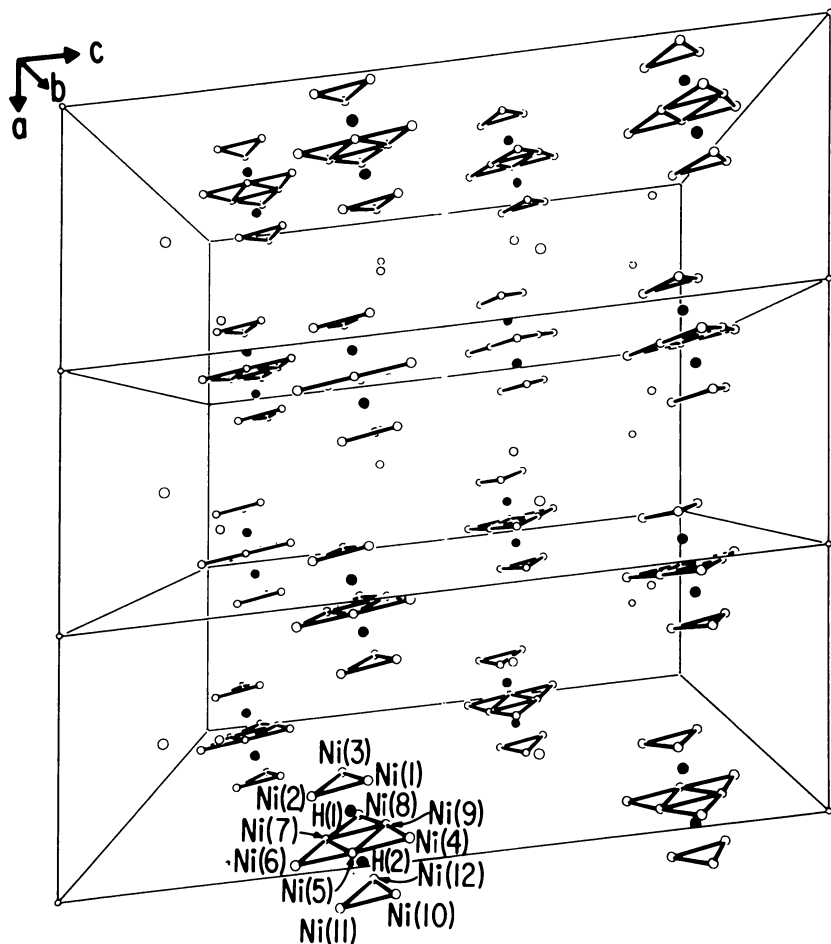 c
b
a
Ni(3)
Ni(1)
Ni(2)
H(1)
Ni(8)
Ni(9)
Ni(7)
Ni(4)
Ni(6)
H(2)
Ni(5)
Ni(12)
Ni(11)
Ni(10)